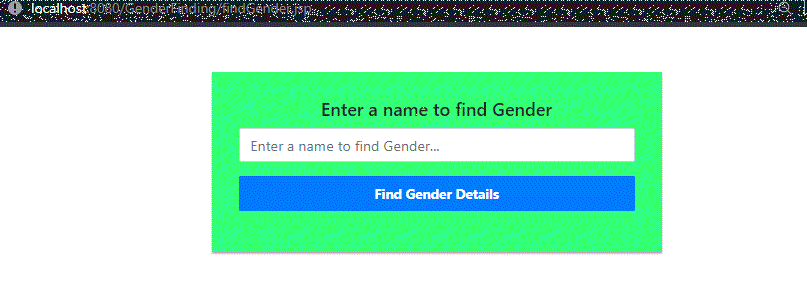 localhost:8080/GenderFinding/findGender.jsp
Enter a name to find Gender
Enter a name to find Gender...
Find Gender Details